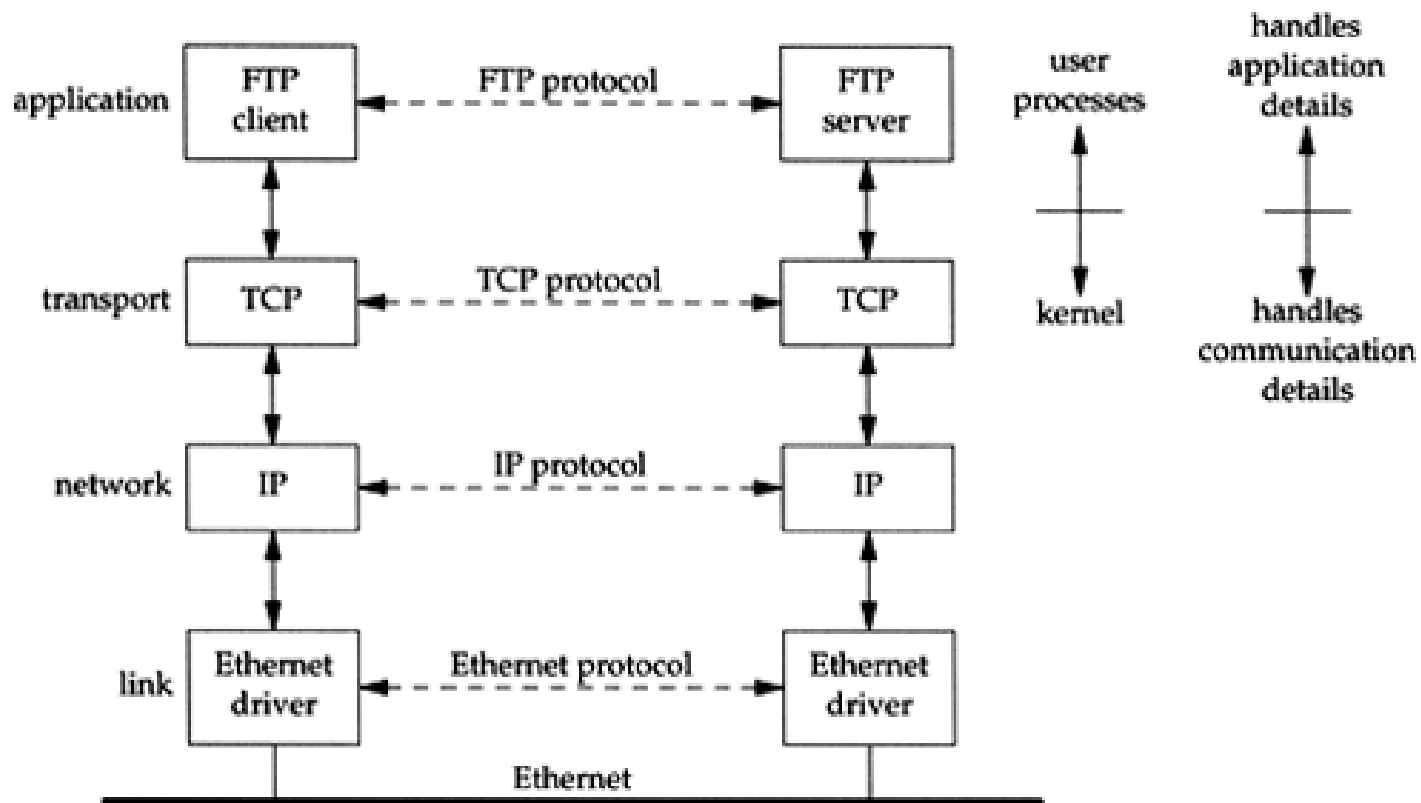 application
FTP
client
FTP protocol
FTP
server
user
processes
handles
application
details
transport
TCP
TCP protocol
TCP
kernel
handles
communication
details
network
IP
IP protocol
IP
link
Ethernet
driver
Ethernet protocol
Ethernet
driver
Ethernet